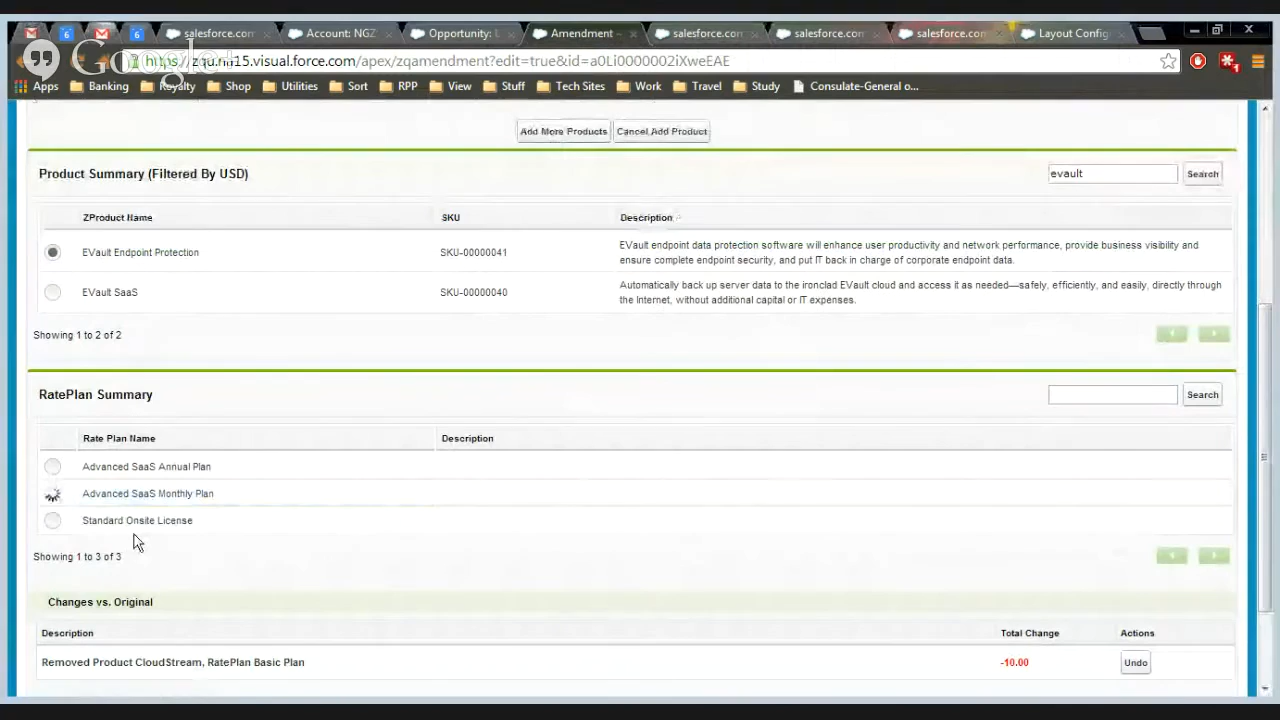 salesforce.com
Account: NGZ
Opportunity: U
Amendment –
salesforce.com
salesforce.com
salesforce.com
Layout Config
Google+
https://zqu.na15.visual.force.com/apex/zqamendment?edit=true&id=a0Li0000002iXweEAE
Apps Banking Royalty Shop Utilities Sort RPP View Stuff Tech Sites Work Travel Study Consulate-General o...
Add More Products Cancel Add Product
Product Summary (Filtered By USD) evault Search
ZProduct Name SKU Description
EVault Endpoint Protection SKU-00000041 EVault endpoint data protection software will enhance user productivity and network performance, provide business visibility and
ensure complete endpoint security, and put IT back in charge of corporate endpoint data.
EVault SaaS SKU-00000040 Automatically back up server data to the ironclad EVault cloud and access it as needed—safely, efficiently, and easily, directly through
the Internet, without additional capital or IT expenses.
Showing 1 to 2 of 2
RatePlan Summary Search
Rate Plan Name Description
Advanced SaaS Annual Plan
Advanced SaaS Monthly Plan
Standard Onsite License
Showing 1 to 3 of 3
Changes vs. Original
Description Total Change Actions
Removed Product CloudStream, RatePlan Basic Plan -10.00 Undo